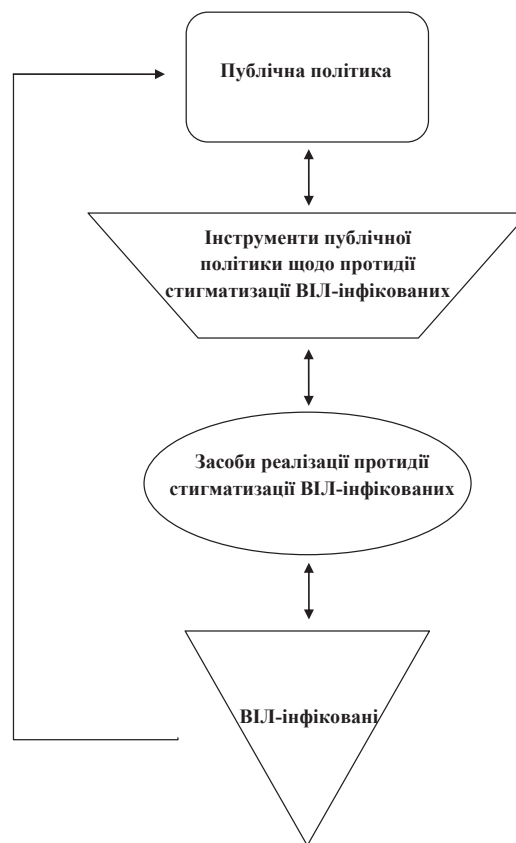 Публічна політика
Інструменти публічної
політики щодо протидії
стигматизації ВІЛ-інфікованих
Засоби реалізації протидії
стигматизації ВІЛ-інфікованих
ВІЛ-інфіковані